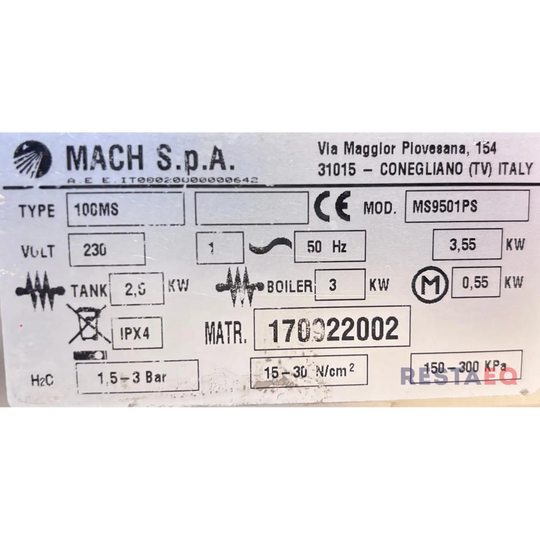 MACH S.p.A.
Via Maggior Piovesana, 154
A.E.E.IT08020000000642
31015 – CONEGLIANO (TV) ITALY
TYPE 100MS CE MOD. MS9501PS
VOLT 230 1 50 Hz 3,55 KW
TANK KW BOILER 3 KW M 0,55 KW
IPX4 MATR. 170922002
H2O 1,5–3 Bar 15–30 N/cm² 150–300 KPa
RESTAEQ